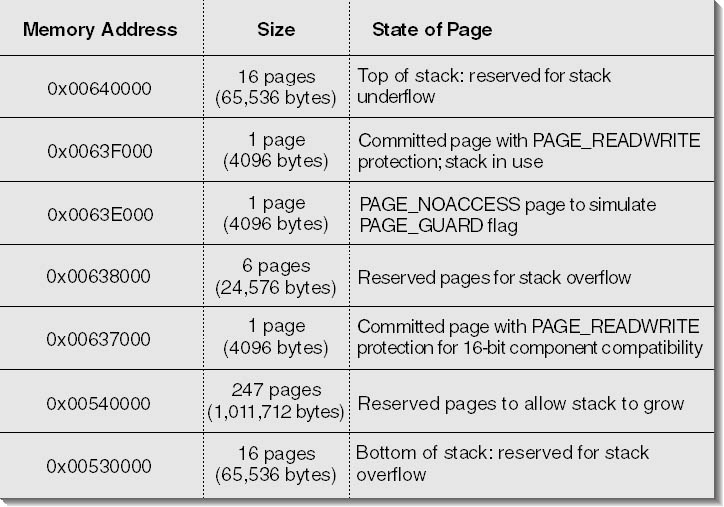 Memory Address Size State of Page
0x00640000 16 pages (65,536 bytes) Top of stack: reserved for stack underflow
0x0063F000 1 page (4096 bytes) Committed page with PAGE_READWRITE protection; stack in use
0x0063E000 1 page (4096 bytes) PAGE_NOACCESS page to simulate PAGE_GUARD flag
0x00638000 6 pages (24,576 bytes) Reserved pages for stack overflow
0x00637000 1 page (4096 bytes) Committed page with PAGE_READWRITE protection for 16-bit component compatibility
0x00540000 247 pages (1,011,712 bytes) Reserved pages to allow stack to grow
0x00530000 16 pages (65,536 bytes) Bottom of stack: reserved for stack overflow